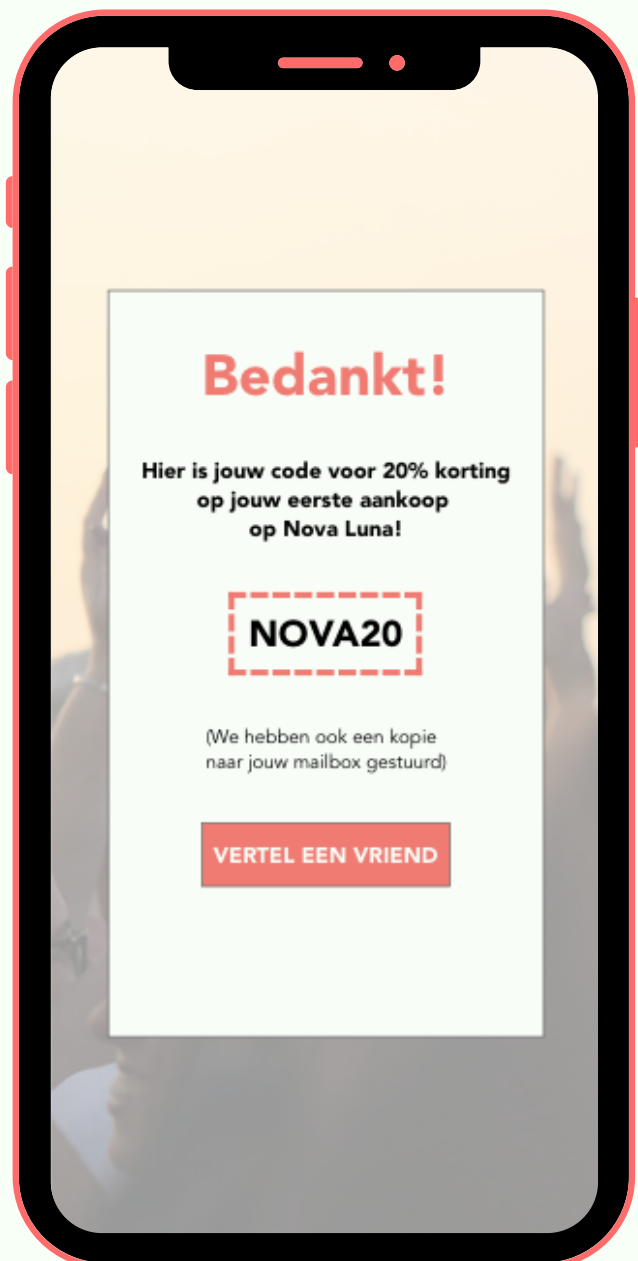 Bedankt!
Hier is jouw code voor 20% korting
op jouw eerste aankoop
op Nova Luna!
NOVA20
(We hebben ook een kopie
naar jouw mailbox gestuurd)
VERTEL EEN VRIEND